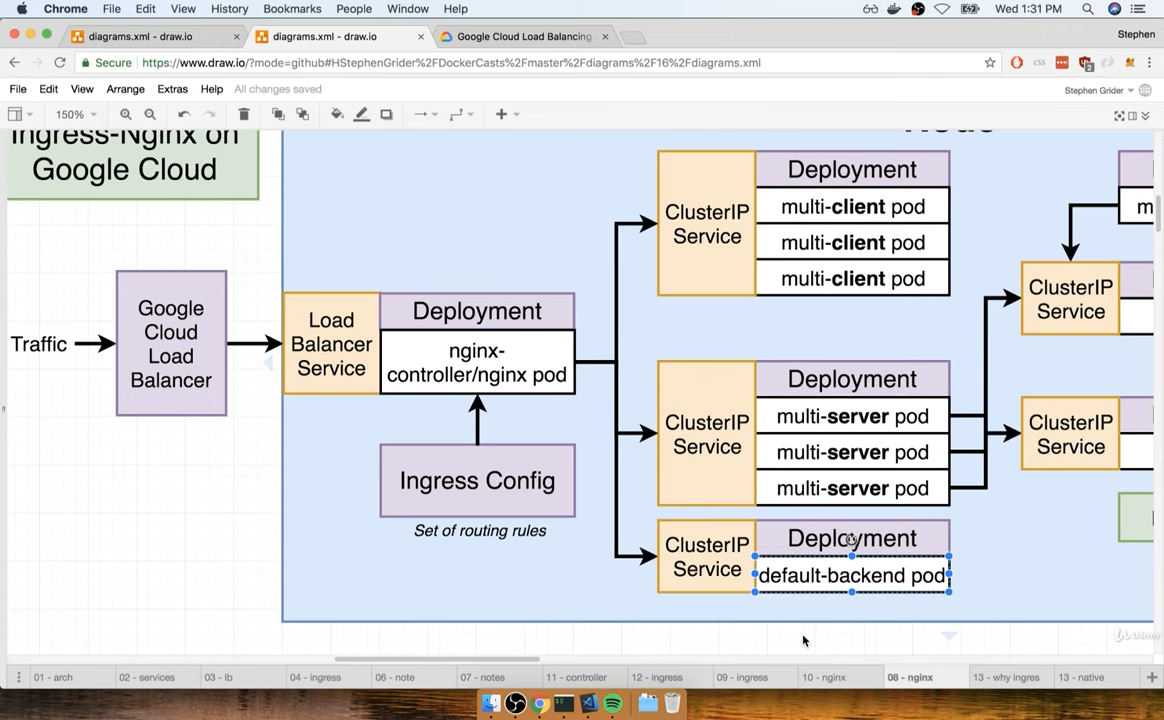 Chrome File Edit View History Bookmarks People Window Help Wed 1:31 PM
diagrams.xml - draw.io
diagrams.xml - draw.io
Google Cloud Load Balancing
Stephen
Secure https://www.draw.io/?mode=github#HStephenGrider%2FDockerCasts%2Fmaster%2Fdiagrams%2F16%2Fdiagrams.xml
CSS
2
File Edit View Arrange Extras Help All changes saved
Stephen Grider
150%
Ingress-Nginx on
Google Cloud
Node
Traffic
Google
Cloud
Load
Balancer
Load
Balancer
Service
Deployment
nginx-
controller/nginx pod
Ingress Config
Set of routing rules
ClusterIP
Service
Deployment
multi-client pod
multi-client pod
multi-client pod
ClusterIP
Service
Deployment
multi-server pod
multi-server pod
multi-server pod
ClusterIP
Service
Deployment
default-backend pod
m
ClusterIP
Service
ClusterIP
Service
Udemy
01 - arch
02 - services
03 - lb
04 - ingress
06 - note
07 - notes
11 - controller
12 - ingress
09 - ingress
10 - nginx
08 - nginx
13 - why ingres
13 - native